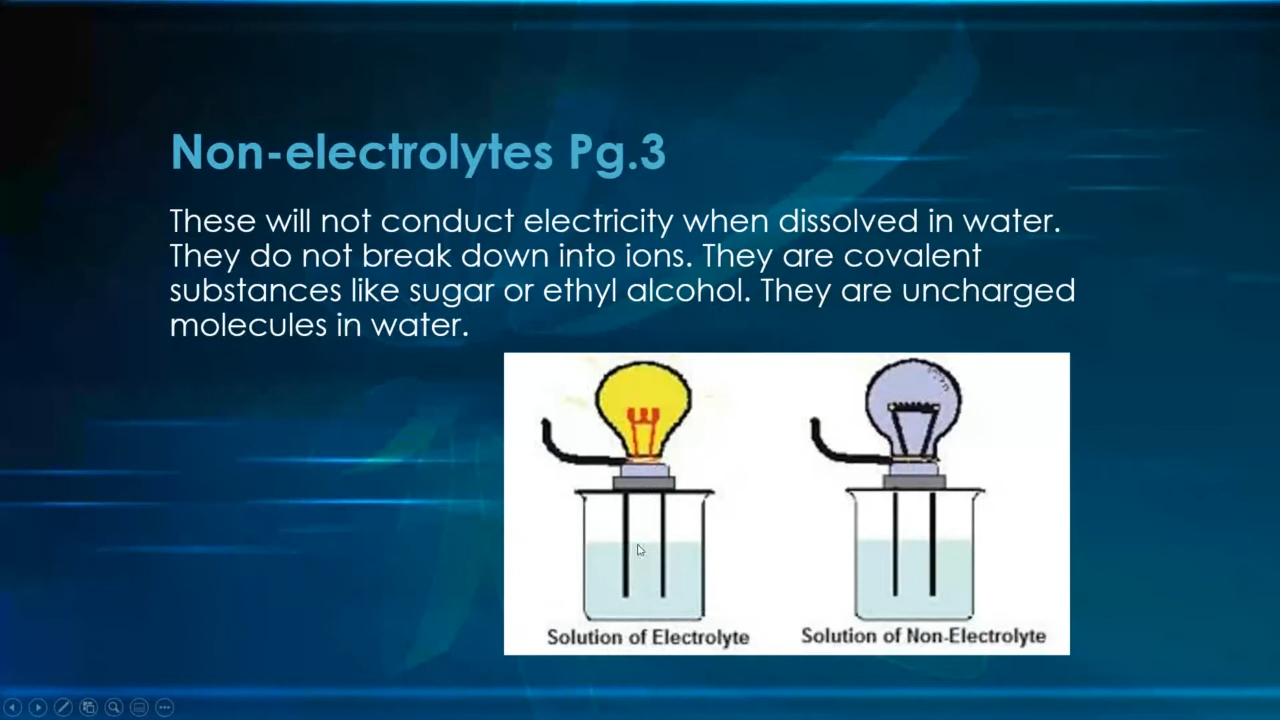 Non-electrolytes Pg.3
These will not conduct electricity when dissolved in water.
They do not break down into ions. They are covalent
substances like sugar or ethyl alcohol. They are uncharged
molecules in water.
Solution of Electrolyte
Solution of Non-Electrolyte